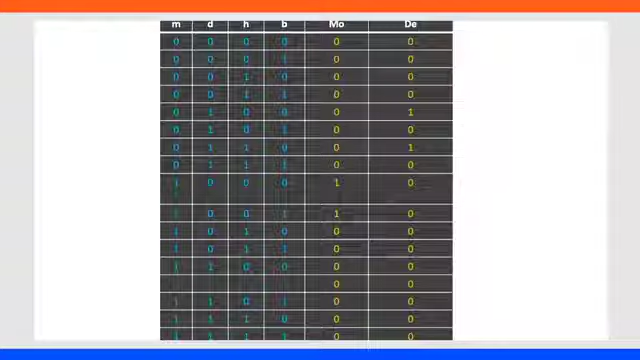 m d h b Mo De
0 0 0 0 0 0
0 0 0 1 0 0
0 0 1 0 0 0
0 0 1 1 0 0
0 1 0 0 0 1
0 1 0 1 0 0
0 1 1 0 0 1
0 1 1 1 0 0
1 0 0 0 1 0
1 0 0 1 1 0
1 0 1 0 0 0
1 0 1 1 0 0
1 1 0 0 0 0
0 0
1 1 0 1 0 0
1 1 1 0 0 0
1 1 1 1 0 0